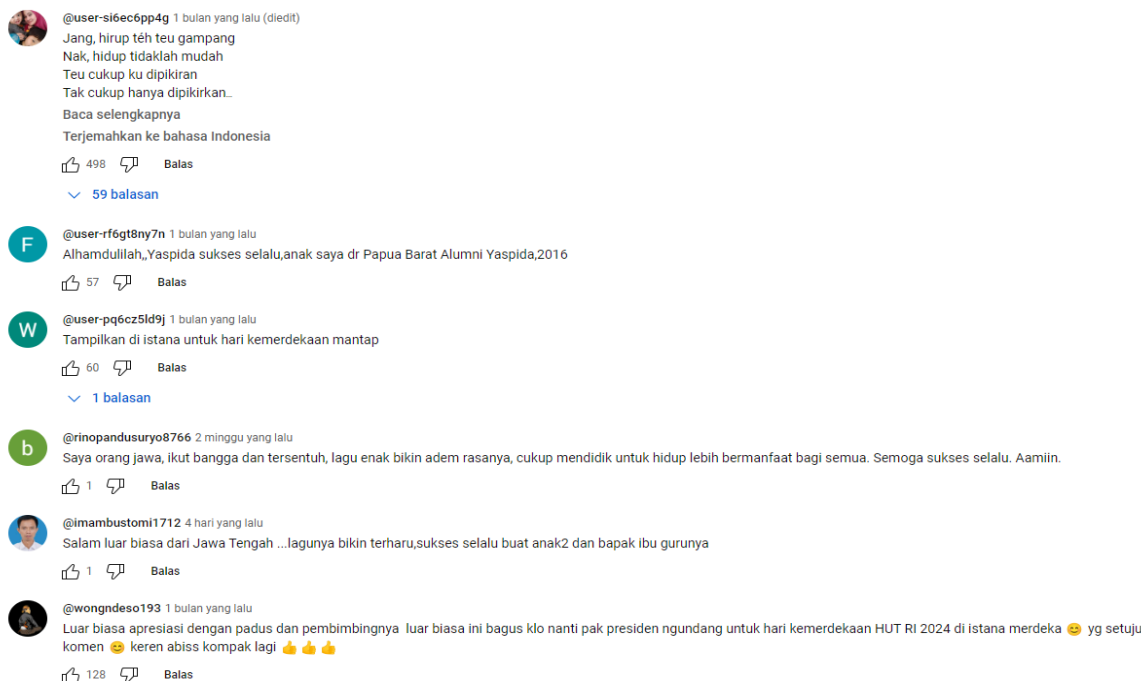 @user-si6ec6pp4g 1 bulan yang lalu (diedit)
Jang, hirup téh teu gampang
Nak, hidup tidaklah mudah
Teu cukup ku dipikiran
Tak cukup hanya dipikirkan...
Baca selengkapnya
Terjemahkan ke bahasa Indonesia
498 Balas
59 balasan
F
@user-rf6gt8ny7n 1 bulan yang lalu
Alhamdulilah,,Yaspida sukses selalu,anak saya dr Papua Barat Alumni Yaspida,2016
57 Balas
W
@user-pq6cz5ld9j 1 bulan yang lalu
Tampilkan di istana untuk hari kemerdekaan mantap
60 Balas
1 balasan
b
@rinopandusuryo8766 2 minggu yang lalu
Saya orang jawa, ikut bangga dan tersentuh, lagu enak bikin adem rasanya, cukup mendidik untuk hidup lebih bermanfaat bagi semua. Semoga sukses selalu. Aamiin.
1 Balas
@imambustomi1712 4 hari yang lalu
Salam luar biasa dari Jawa Tengah ...lagunya bikin terharu,sukses selalu buat anak2 dan bapak ibu gurunya
1 Balas
@wongndeso193 1 bulan yang lalu
Luar biasa apresiasi dengan padus dan pembimbingnya luar biasa ini bagus klo nanti pak presiden ngundang untuk hari kemerdekaan HUT RI 2024 di istana merdeka 😊 yg setuju
komen 😊 keren abiss kompak lagi 👍👍👍
128 Balas